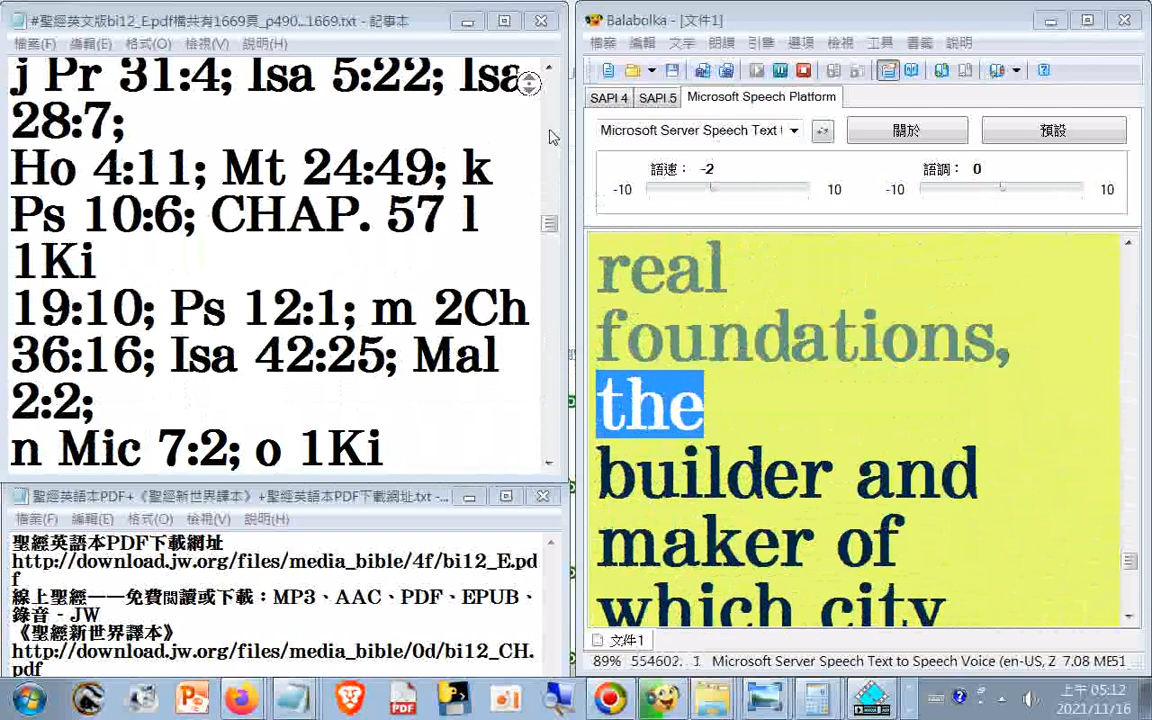 #聖經英文版bi12_E.pdf檔共有1669頁_p490...1669.txt - 記事本
檔案(F) 編輯(E) 格式(O) 檢視(V) 說明(H)
j Pr 31:4; Isa 5:22; Isa
28:7;
Ho 4:11; Mt 24:49; k
Ps 10:6; CHAP. 57 l
1Ki
19:10; Ps 12:1; m 2Ch
36:16; Isa 42:25; Mal
2:2;
n Mic 7:2; o 1Ki
聖經英語本PDF+《聖經新世界譯本》+聖經英語本PDF下載網址.txt -...
檔案(F) 編輯(E) 格式(O) 檢視(V) 說明(H)
聖經英語本PDF下載網址
http://download.jw.org/files/media_bible/4f/bi12_E.pd
f
線上聖經——免費閱讀或下載：MP3、AAC、PDF、EPUB、
錄音 - JW
《聖經新世界譯本》
http://download.jw.org/files/media_bible/0d/bi12_CH.
pdf
Balabolka - [文件1]
檔案 編輯 文字 朗讀 引擎 選項 檢視 工具 書籤 說明
SAPI 4 SAPI 5 Microsoft Speech Platform
Microsoft Server Speech Text 關於 預設
語速： -2 語調： 0
-10 10 -10 10
real
foundations,
the
builder and
maker of
which city
文件1
89% 554602. 1 Microsoft Server Speech Text to Speech Voice (en-US, Z 7.08 ME51
上午 05:12
2021/11/16